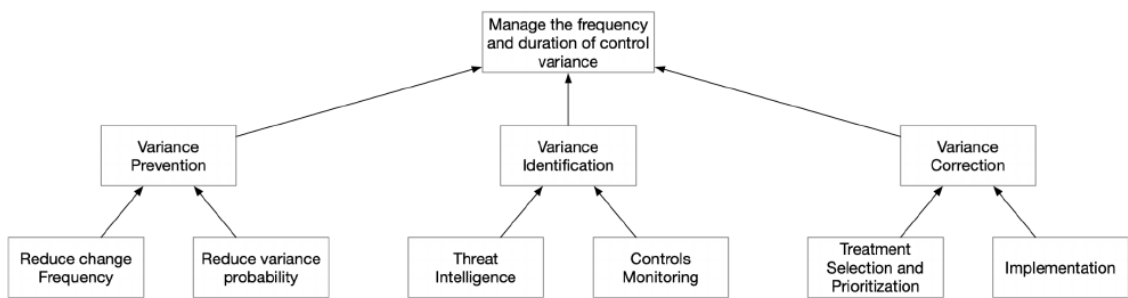 Manage the frequency
and duration of control
variance
Variance
Prevention
Variance
Identification
Variance
Correction
Reduce change
Frequency
Reduce variance
probability
Threat
Intelligence
Controls
Monitoring
Treatment
Selection and
Prioritization
Implementation